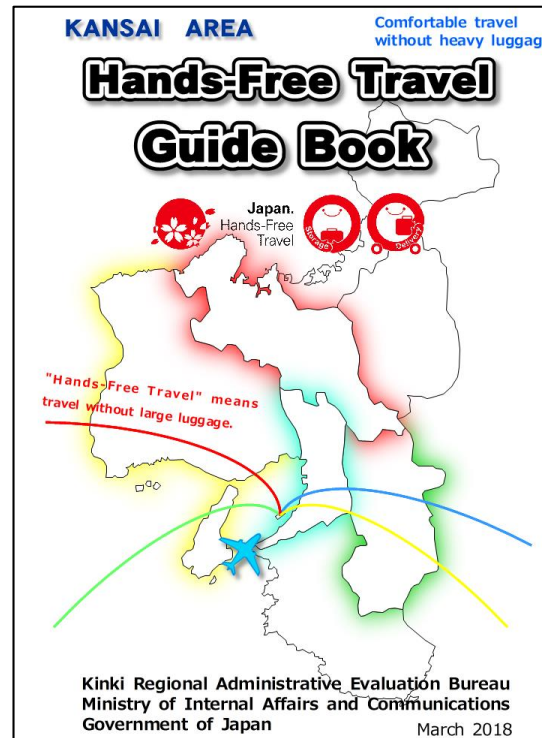 KANSAI AREA
Comfortable travel
without heavy luggag
Hands-Free Travel
Guide Book
Japan.
Hands-Free
Travel
Storage
Delivery
"Hands-Free Travel" means
travel without large luggage.
Kinki Regional Administrative Evaluation Bureau
Ministry of Internal Affairs and Communications
Government of Japan
March 2018